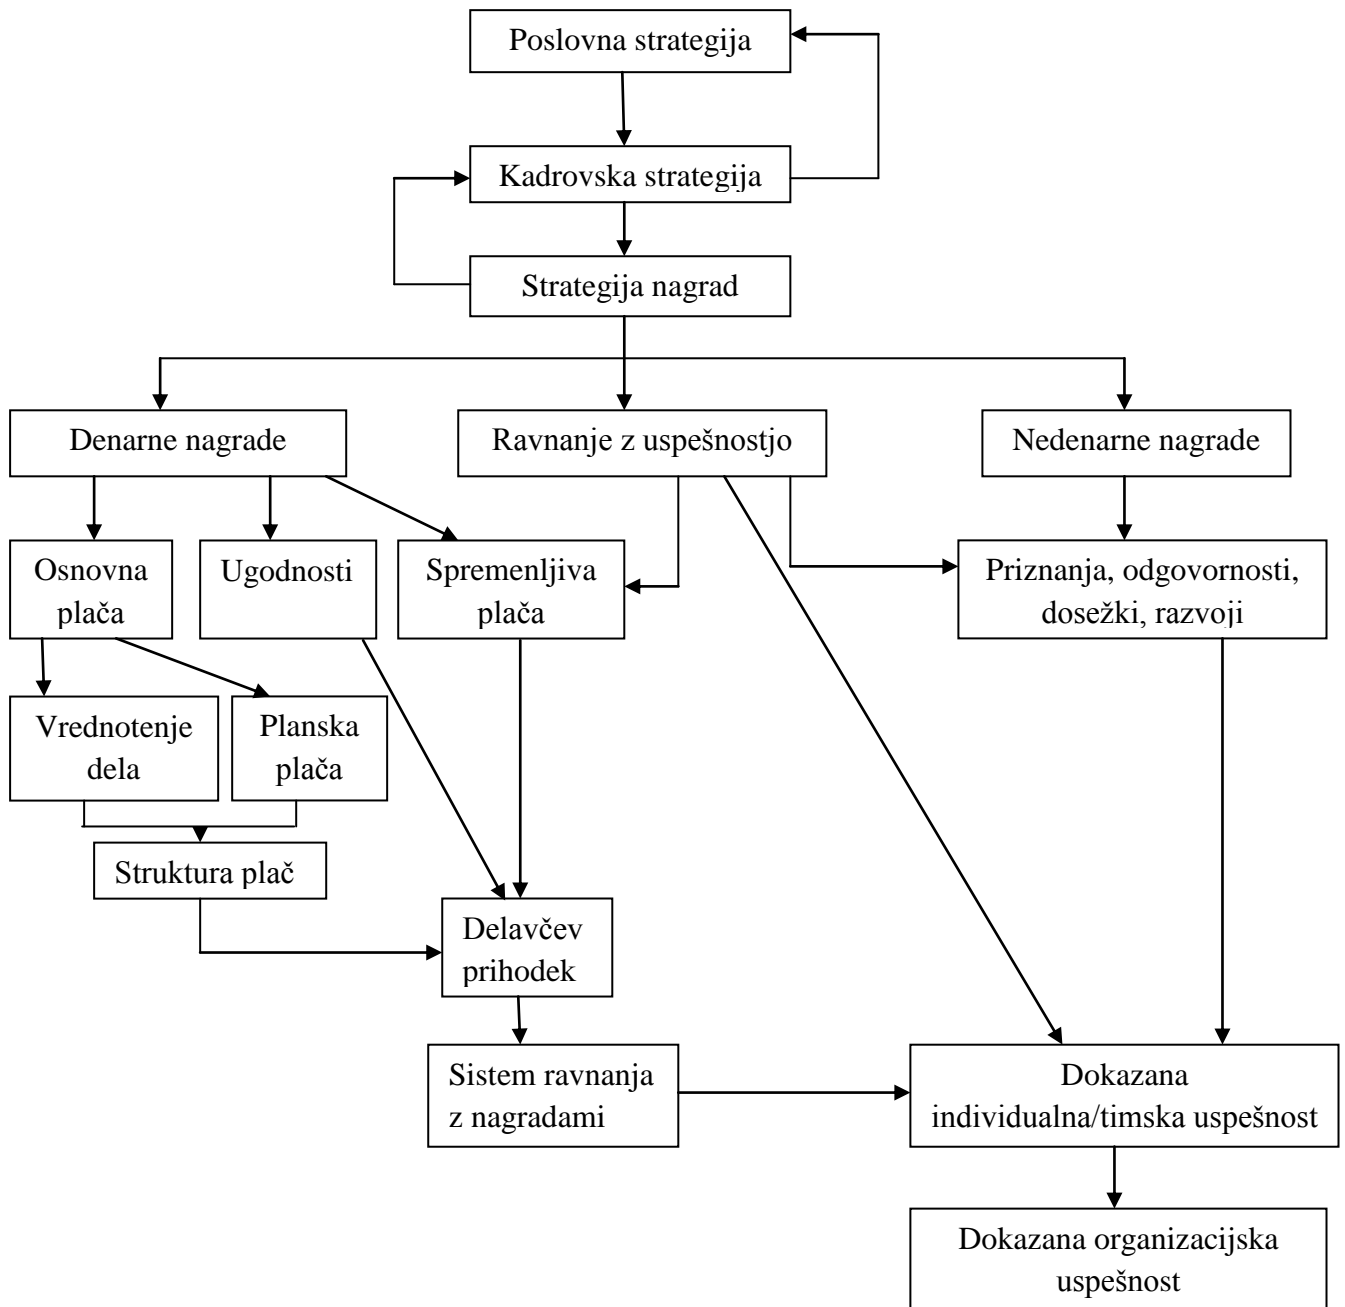 Poslovna strategija
Kadrovska strategija
Strategija nagrad
Denarne nagrade
Ravnanje z uspešnostjo
Nedenarne nagrade
Osnovna
plača
Ugodnosti
Spremenljiva
plača
Priznanja, odgovornosti,
dosežki, razvoji
Vrednotenje
dela
Planska
plača
Struktura plač
Delavčev
prihodek
Sistem ravnanja
z nagradami
Dokazana
individualna/timska uspešnost
Dokazana organizacijska
uspešnost